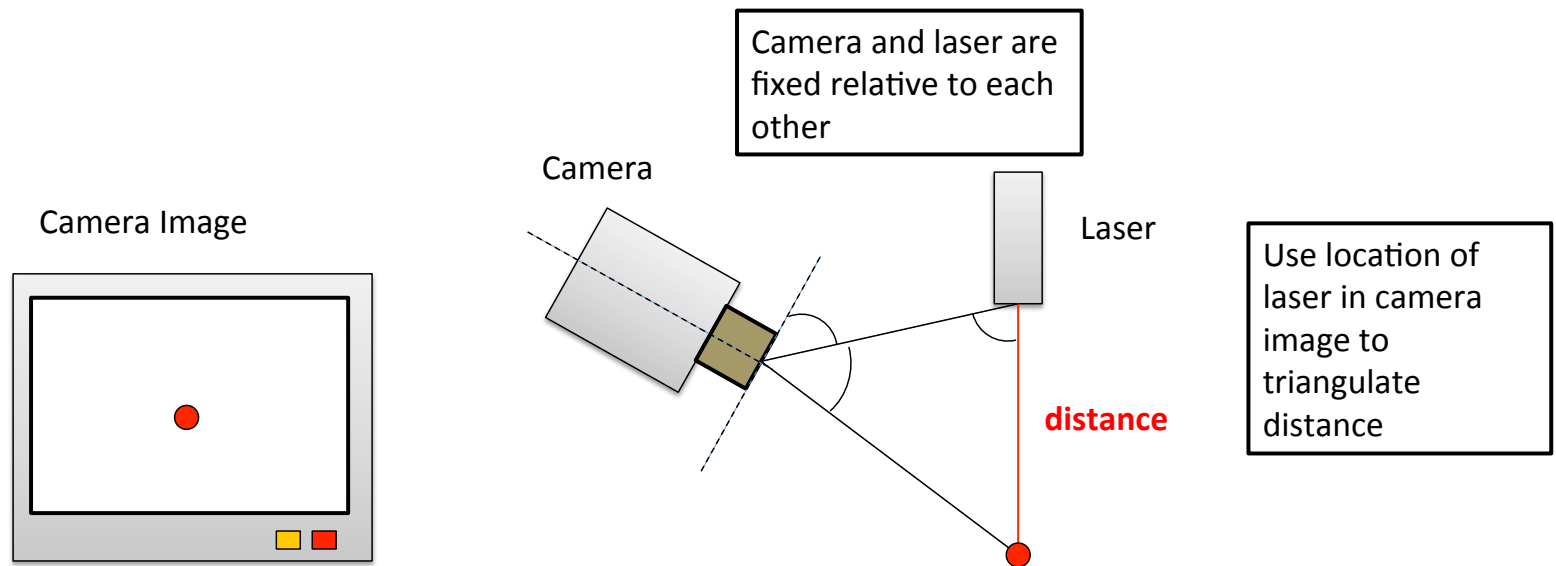 Camera and laser are
fixed relative to each
other
Camera
Camera Image
Laser
Use location of
laser in camera
image to
triangulate
distance
distance